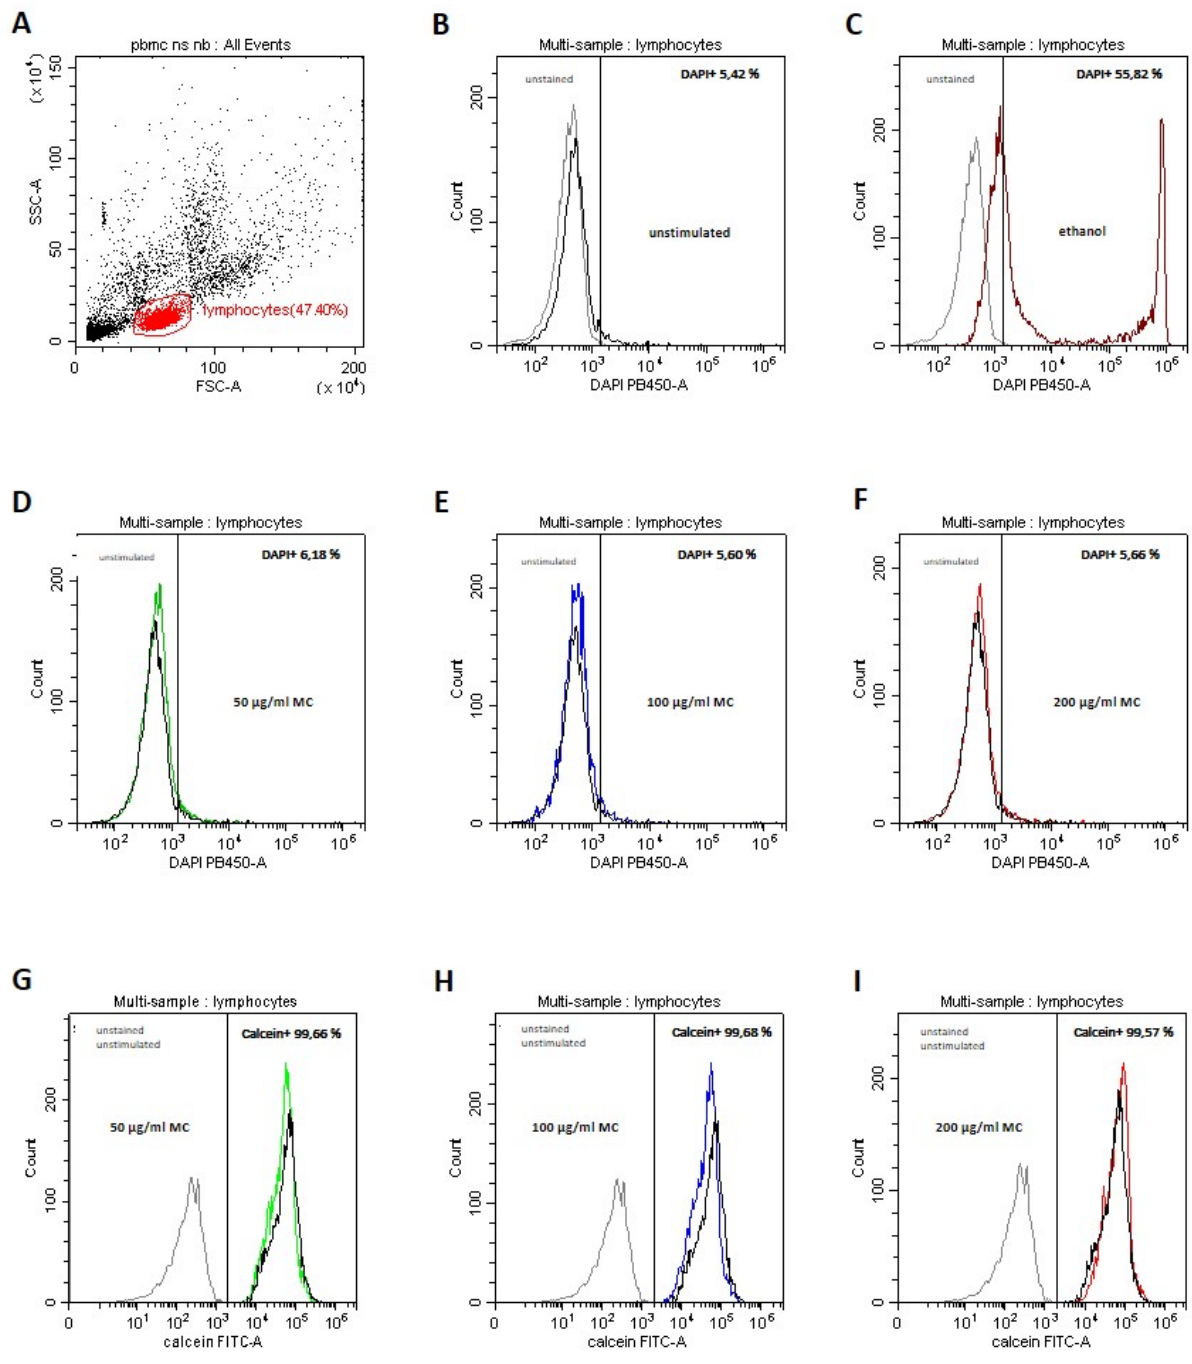 A
pbmc ns nb : All Events
(x10⁴)
150
100
50
0
SSC-A
lymphocytes(47.40%)
0
100
200
FSC-A
(x 10⁴)
B
Multi-sample : lymphocytes
unstained
DAPI+ 5,42 %
200
100
0
Count
unstimulated
10² 10³ 10⁴ 10⁵ 10⁶
DAPI PB450-A
C
Multi-sample : lymphocytes
unstained
DAPI+ 55,82 %
200
100
0
Count
ethanol
10² 10³ 10⁴ 10⁵ 10⁶
DAPI PB450-A
D
Multi-sample : lymphocytes
unstimulated
DAPI+ 6,18 %
200
100
0
Count
50 µg/ml MC
10² 10³ 10⁴ 10⁵ 10⁶
DAPI PB450-A
E
Multi-sample : lymphocytes
unstimulated
DAPI+ 5,60 %
200
100
0
Count
100 µg/ml MC
10² 10³ 10⁴ 10⁵ 10⁶
DAPI PB450-A
F
Multi-sample : lymphocytes
unstimulated
DAPI+ 5,66 %
200
100
0
Count
200 µg/ml MC
10² 10³ 10⁴ 10⁵ 10⁶
DAPI PB450-A
G
Multi-sample : lymphocytes
unstained
unstimulated
Calcein+ 99,66 %
200
100
0
Count
50 µg/ml MC
0 10¹ 10² 10³ 10⁴ 10⁵ 10⁶
calcein FITC-A
H
Multi-sample : lymphocytes
unstained
unstimulated
Calcein+ 99,68 %
200
100
0
Count
100 µg/ml MC
0 10¹ 10² 10³ 10⁴ 10⁵ 10⁶
calcein FITC-A
I
Multi-sample : lymphocytes
unstained
unstimulated
Calcein+ 99,57 %
200
100
0
Count
200 µg/ml MC
0 10¹ 10² 10³ 10⁴ 10⁵ 10⁶
calcein FITC-A